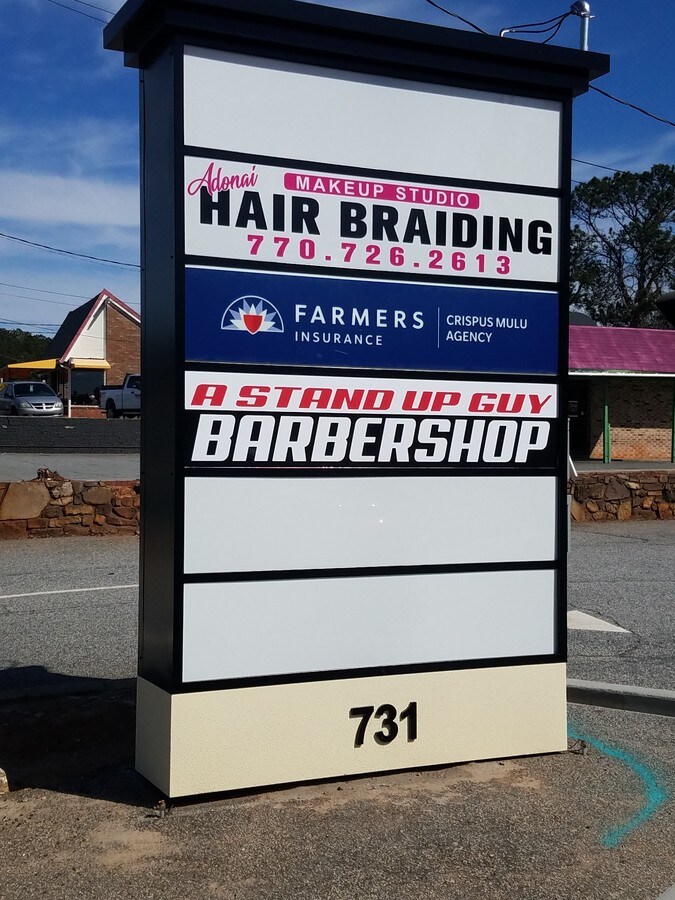 Adonai
MAKEUP STUDIO
HAIR BRAIDING
770.726.2613
FARMERS
INSURANCE
CRISPUS MULU
AGENCY
A STAND UP GUY
BARBERSHOP
731